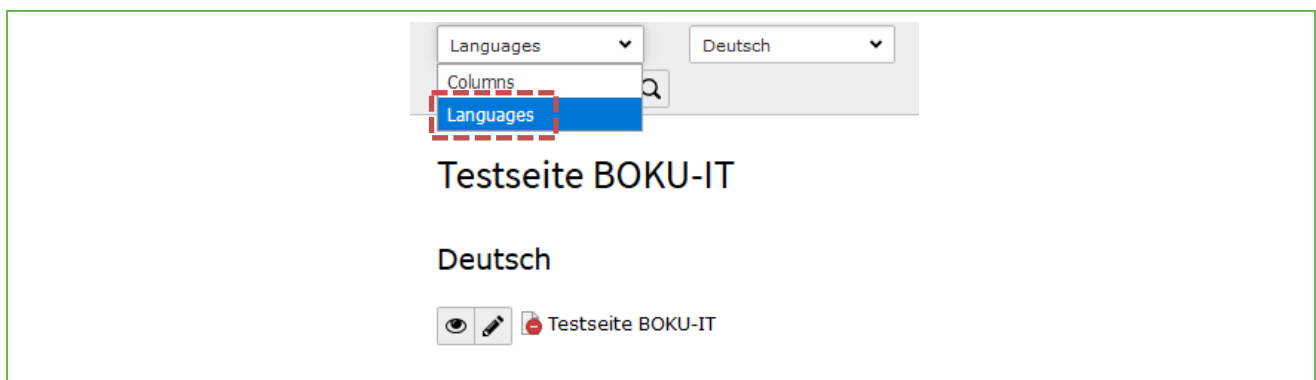 Languages Deutsch
Columns
Languages
Testseite BOKU-IT
Deutsch
Testseite BOKU-IT